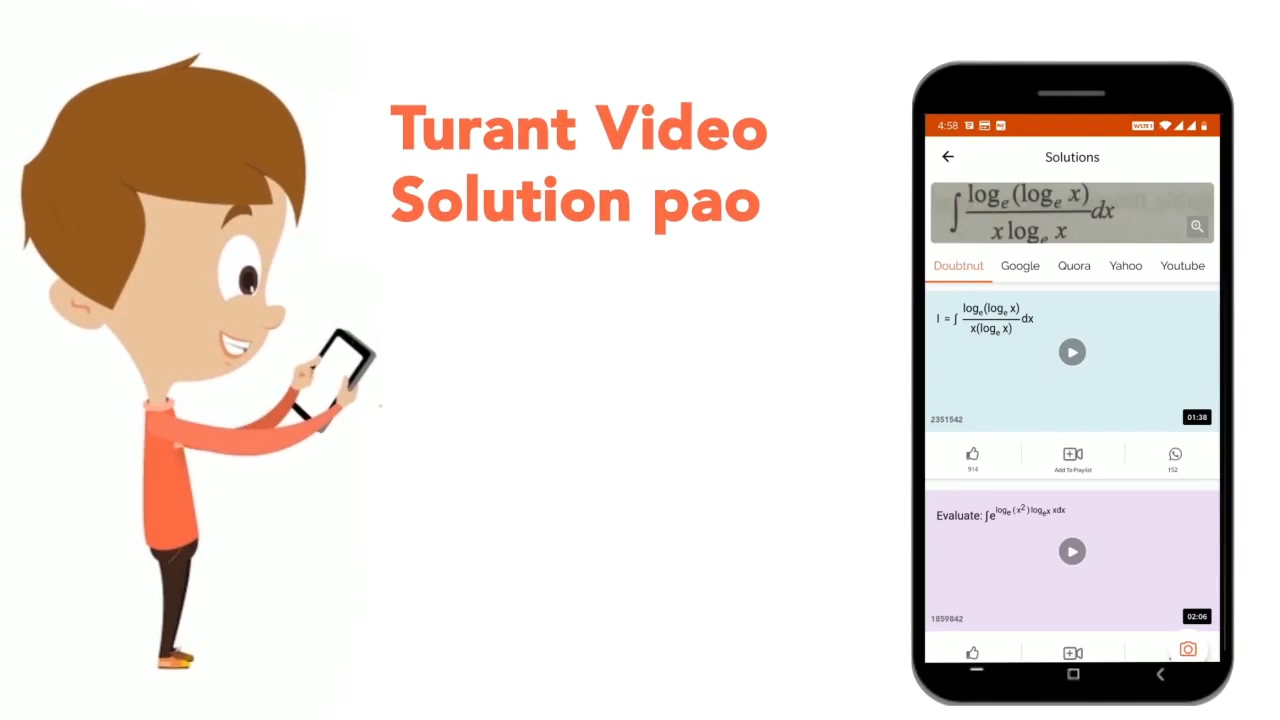 Turant Video
Solution pao
4:58
VoLTE1
Solutions
∫ logₑ(logₑ x) / x logₑ x dx
Doubtnut Google Quora Yahoo Youtube
I = ∫ logₑ(logₑ x) / x(logₑ x) dx
2351542 01:38
914 Add To Playlist 152
Evaluate: ∫e^logₑ(x²)logₑx xdx
1859842 02:06